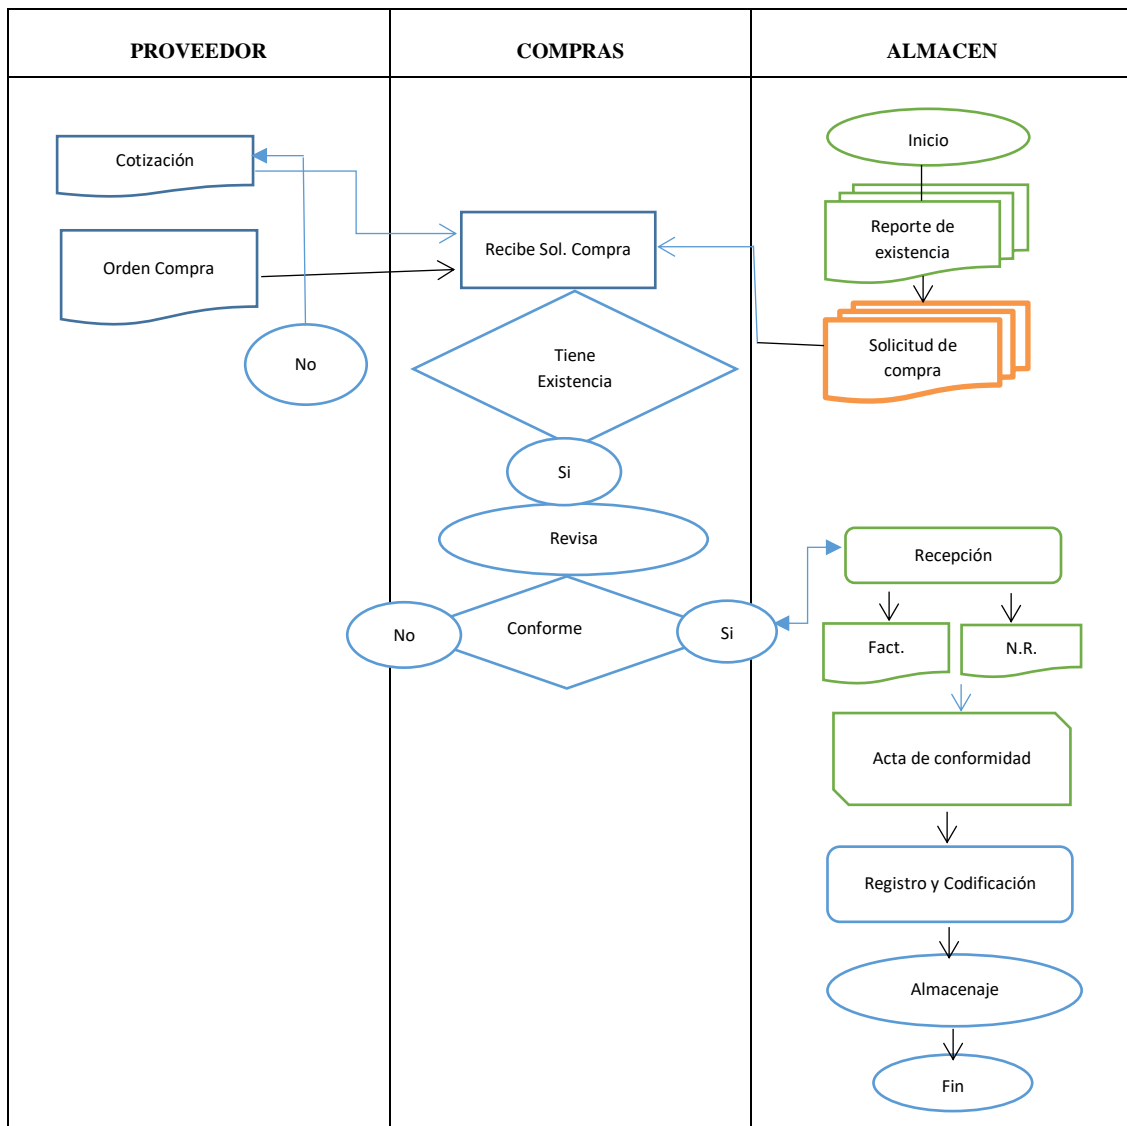 PROVEEDOR
COMPRAS
ALMACEN
Inicio
Cotización
Reporte de
existencia
Recibe Sol. Compra
Orden Compra
Solicitud de
compra
No
Tiene
Existencia
Si
Revisa
Recepción
No
Conforme
Si
Fact.
N.R.
Acta de conformidad
Registro y Codificación
Almacenaje
Fin